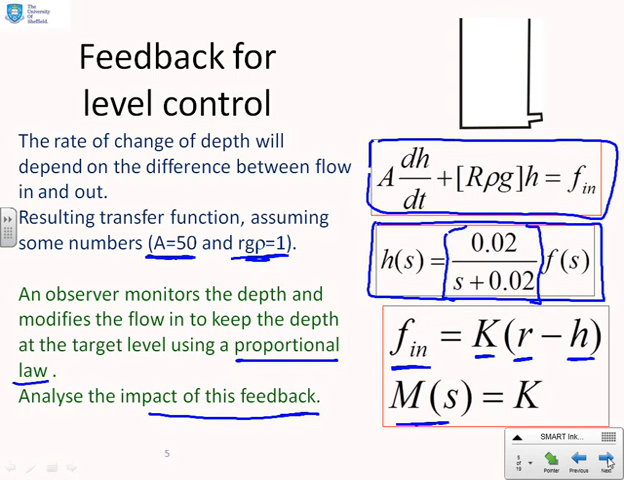 The
University
Of
Sheffield.
Feedback for
level control
The rate of change of depth will
depend on the difference between flow
in and out.
Resulting transfer function, assuming
some numbers (A=50 and rgρ=1).
An observer monitors the depth and
modifies the flow in to keep the depth
at the target level using a proportional
law .
Analyse the impact of this feedback.
A dh/dt + [Rρg]h = f_in
h(s) = 0.02/(s + 0.02) f(s)
f_in = K(r − h)
M(s) = K
5
SMART Ink...
5
of
19
Pointer
Previous
Next